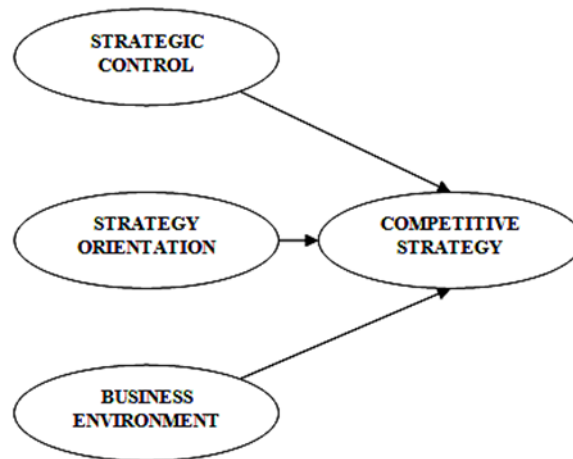 STRATEGIC
CONTROL
STRATEGY
ORIENTATION
COMPETITIVE
STRATEGY
BUSINESS
ENVIRONMENT